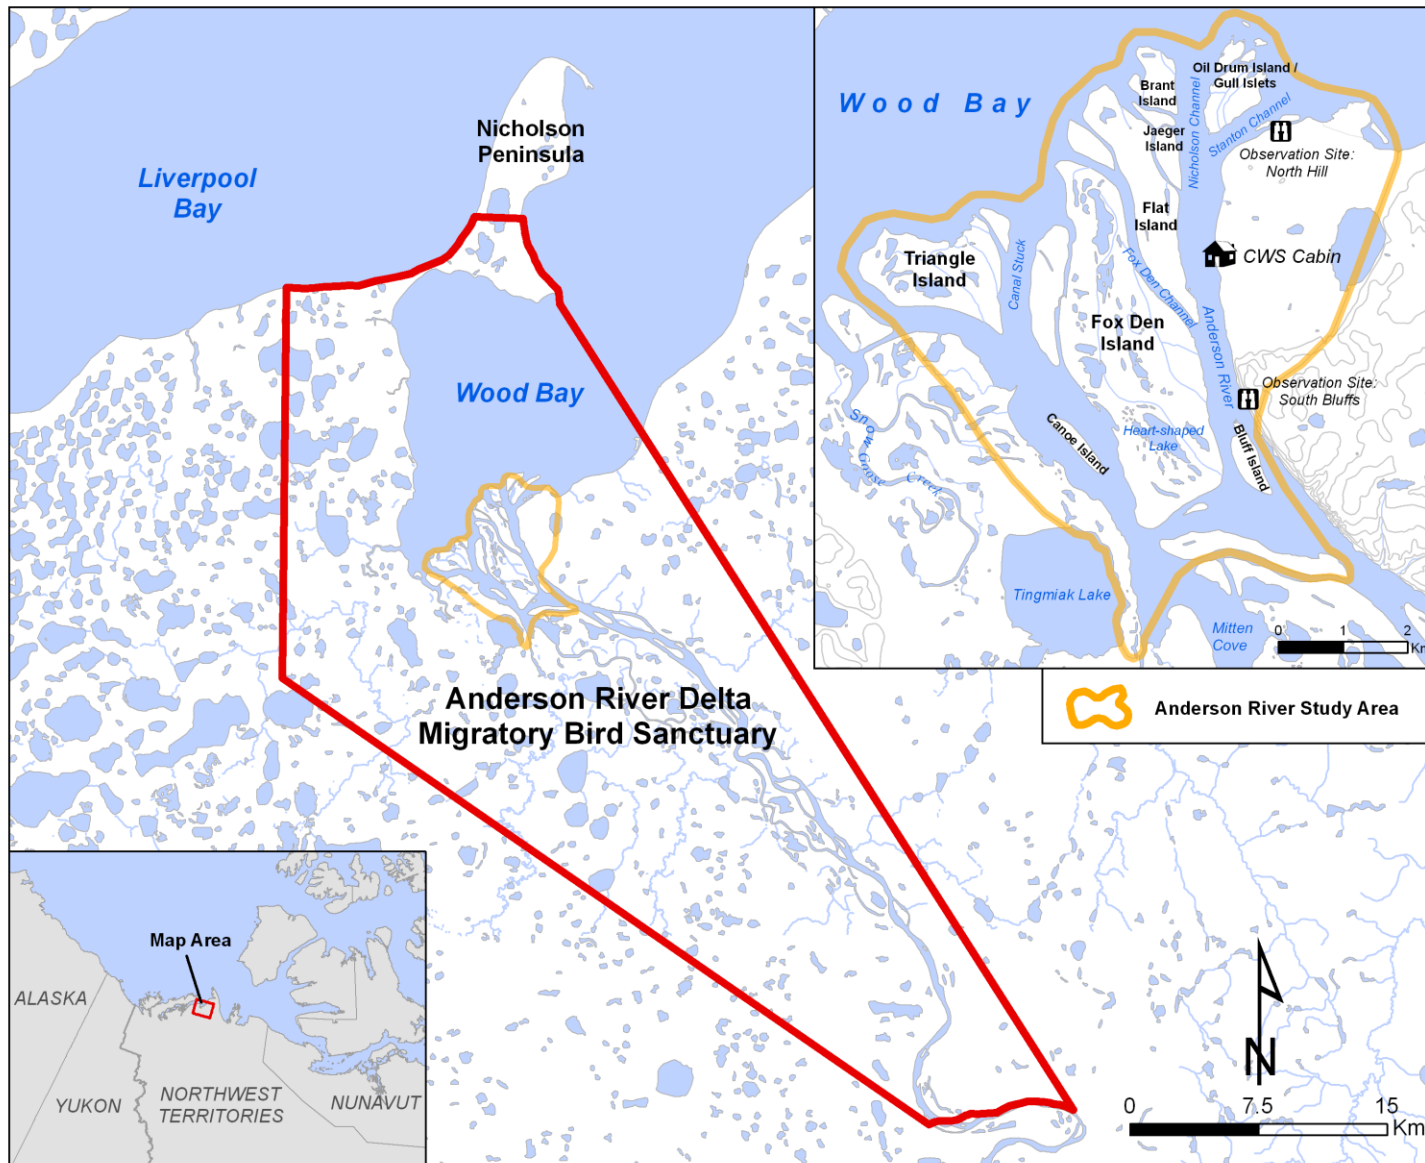 Nicholson
Peninsula
Liverpool
Bay
Wood Bay
Anderson River Delta
Migratory Bird Sanctuary
Wood Bay
Brant
Island
Oil Drum Island /
Gull Islets
Jaeger
Island
Nicholson Channel
Stanton Channel
Observation Site:
North Hill
Flat
Island
CWS Cabin
Triangle
Island
Canal Stuck
Fox Den Channel
Fox Den
Island
Anderson River
Observation Site:
South Bluffs
Snow Goose Creek
Canoe Island
Heart-shaped
Lake
Bluff Island
Tingmiak Lake
Mitten
Cove
0 1 2
Km
Anderson River Study Area
Map Area
ALASKA
YUKON
NORTHWEST
TERRITORIES
NUNAVUT
N
0 7.5 15
Km